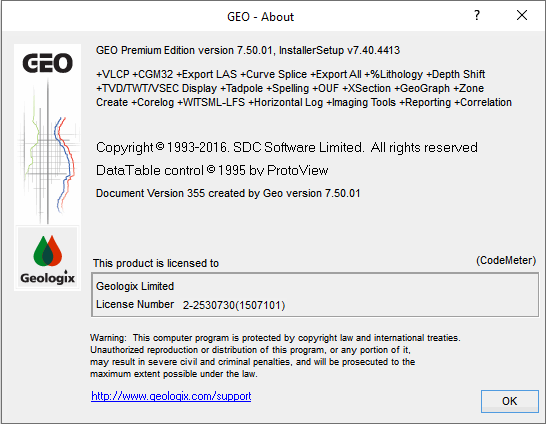 GEO - About
?
GEO
GEO Premium Edition version 7.50.01, InstallerSetup v7.40.4413
+VLCP +CGM32 +Export LAS +Curve Splice +Export All +%Lithology +Depth Shift
+TVD/TWT/VSEC Display +Tadpole +Spelling +OUF +XSection +GeoGraph +Zone
Create +Corelog +WITSML-LFS +Horizontal Log +Imaging Tools +Reporting +Correlation
Copyright © 1993-2016. SDC Software Limited. All rights reserved
DataTable control © 1995 by ProtoView
Document Version 355 created by Geo version 7.50.01
Geologix
This product is licensed to
(CodeMeter)
Geologix Limited
License Number 2-2530730(1507101)
Warning: This computer program is protected by copyright law and international treaties.
Unauthorized reproduction or distribution of this program, or any portion of it,
may result in severe civil and criminal penalties, and will be prosecuted to the
maximum extent possible under the law.
http://www.geologix.com/support
OK